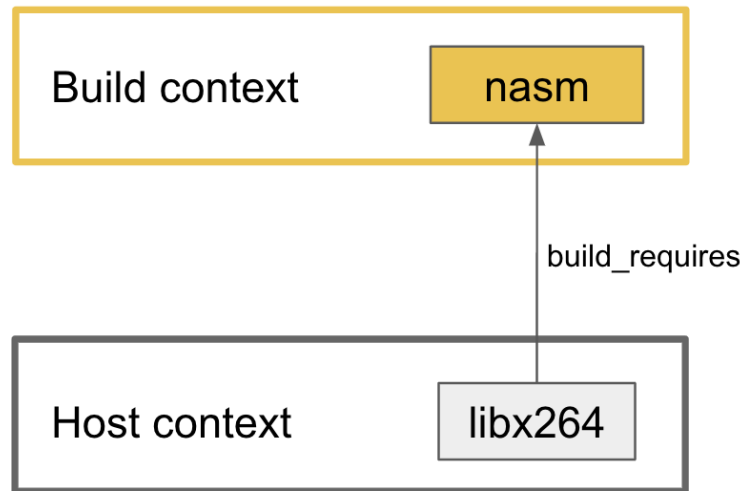 Build context
nasm
build_requires
Host context
libx264